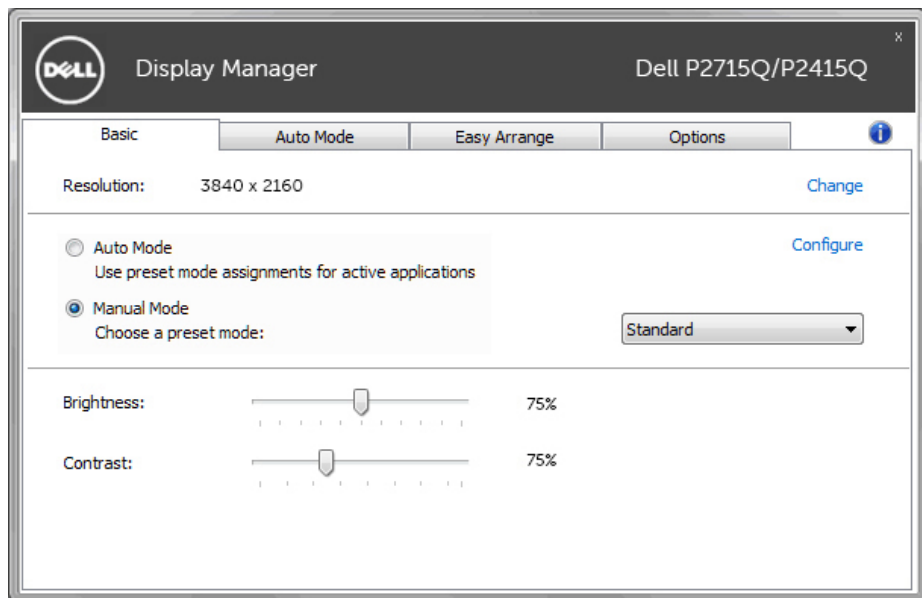 DELL Display Manager Dell P2715Q/P2415Q x
Basic Auto Mode Easy Arrange Options i
Resolution: 3840 x 2160 Change
Auto Mode Configure
Use preset mode assignments for active applications
Manual Mode
Choose a preset mode: Standard
Brightness: 75%
Contrast: 75%